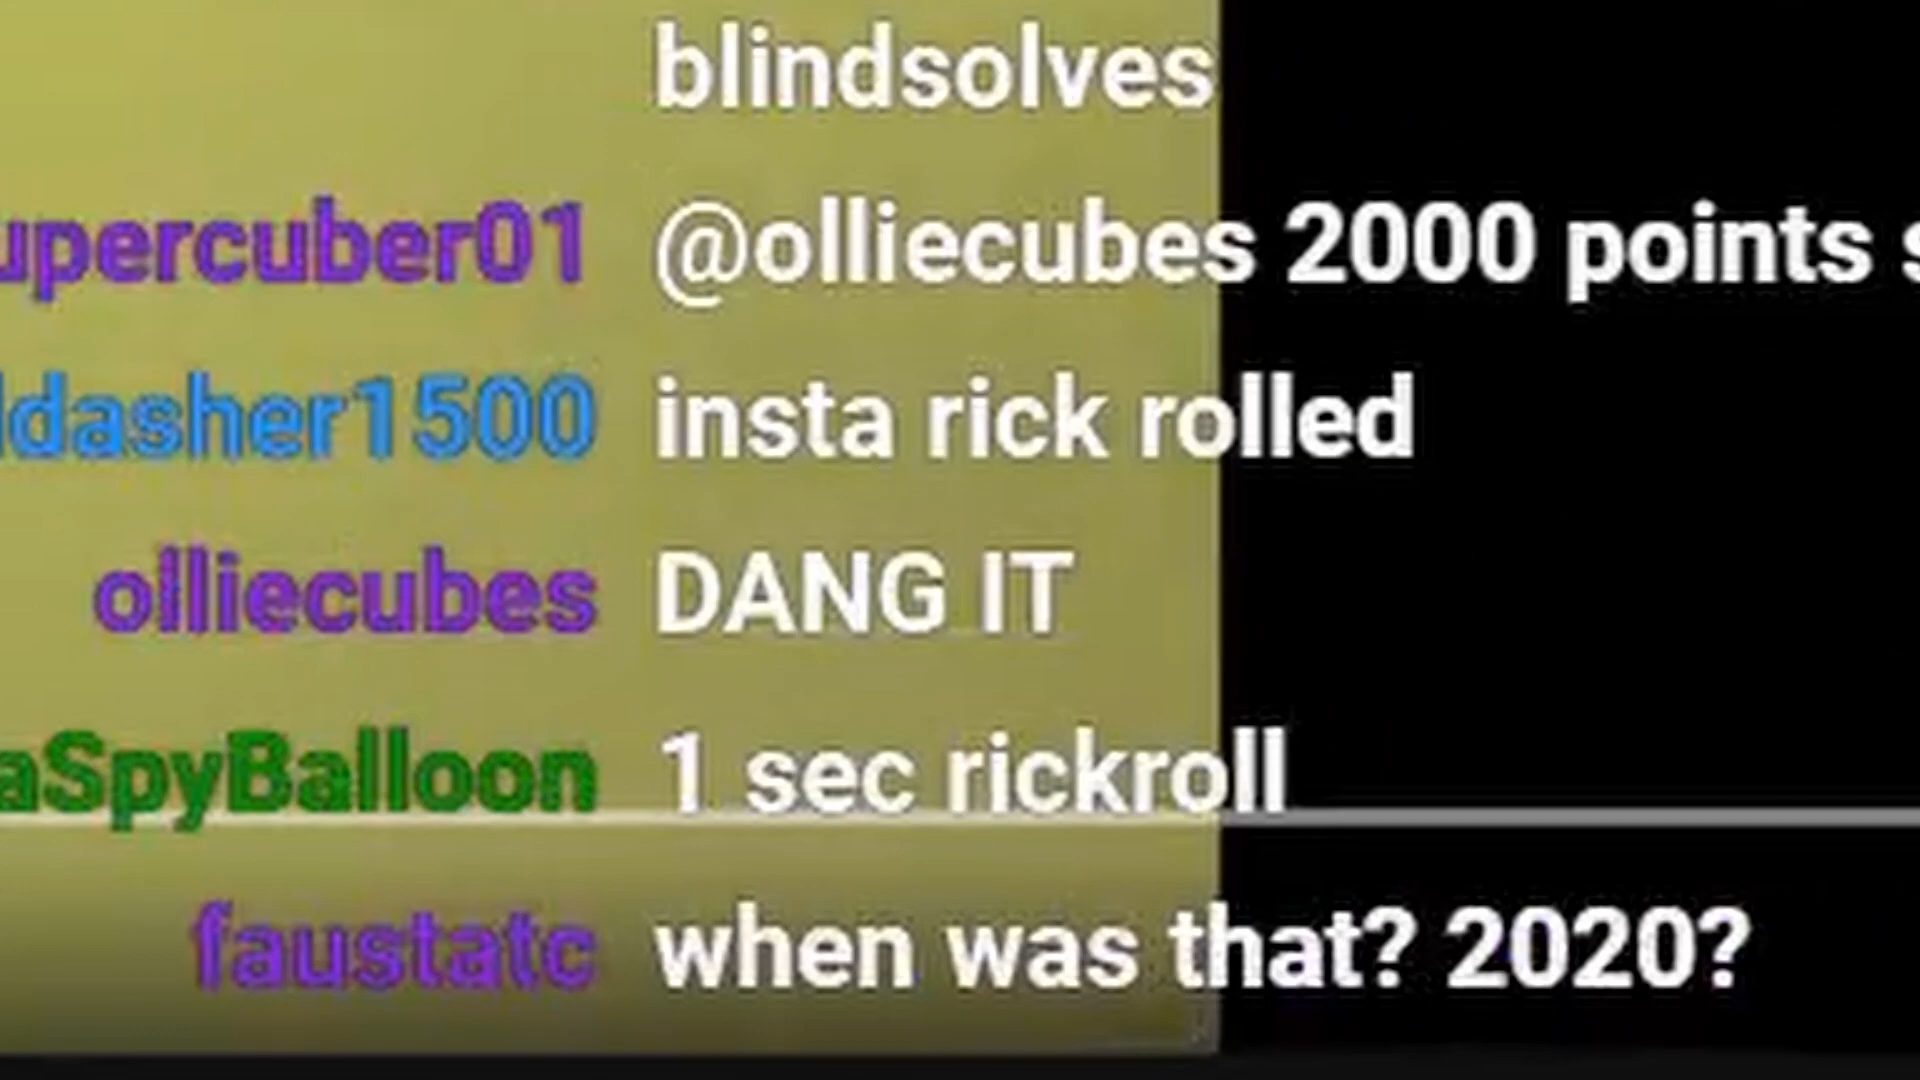 blindsolves
upercuber01 @olliecubes 2000 points s
ldasher1500 insta rick rolled
olliecubes DANG IT
aSpyBalloon 1 sec rickroll
faustatc when was that? 2020?